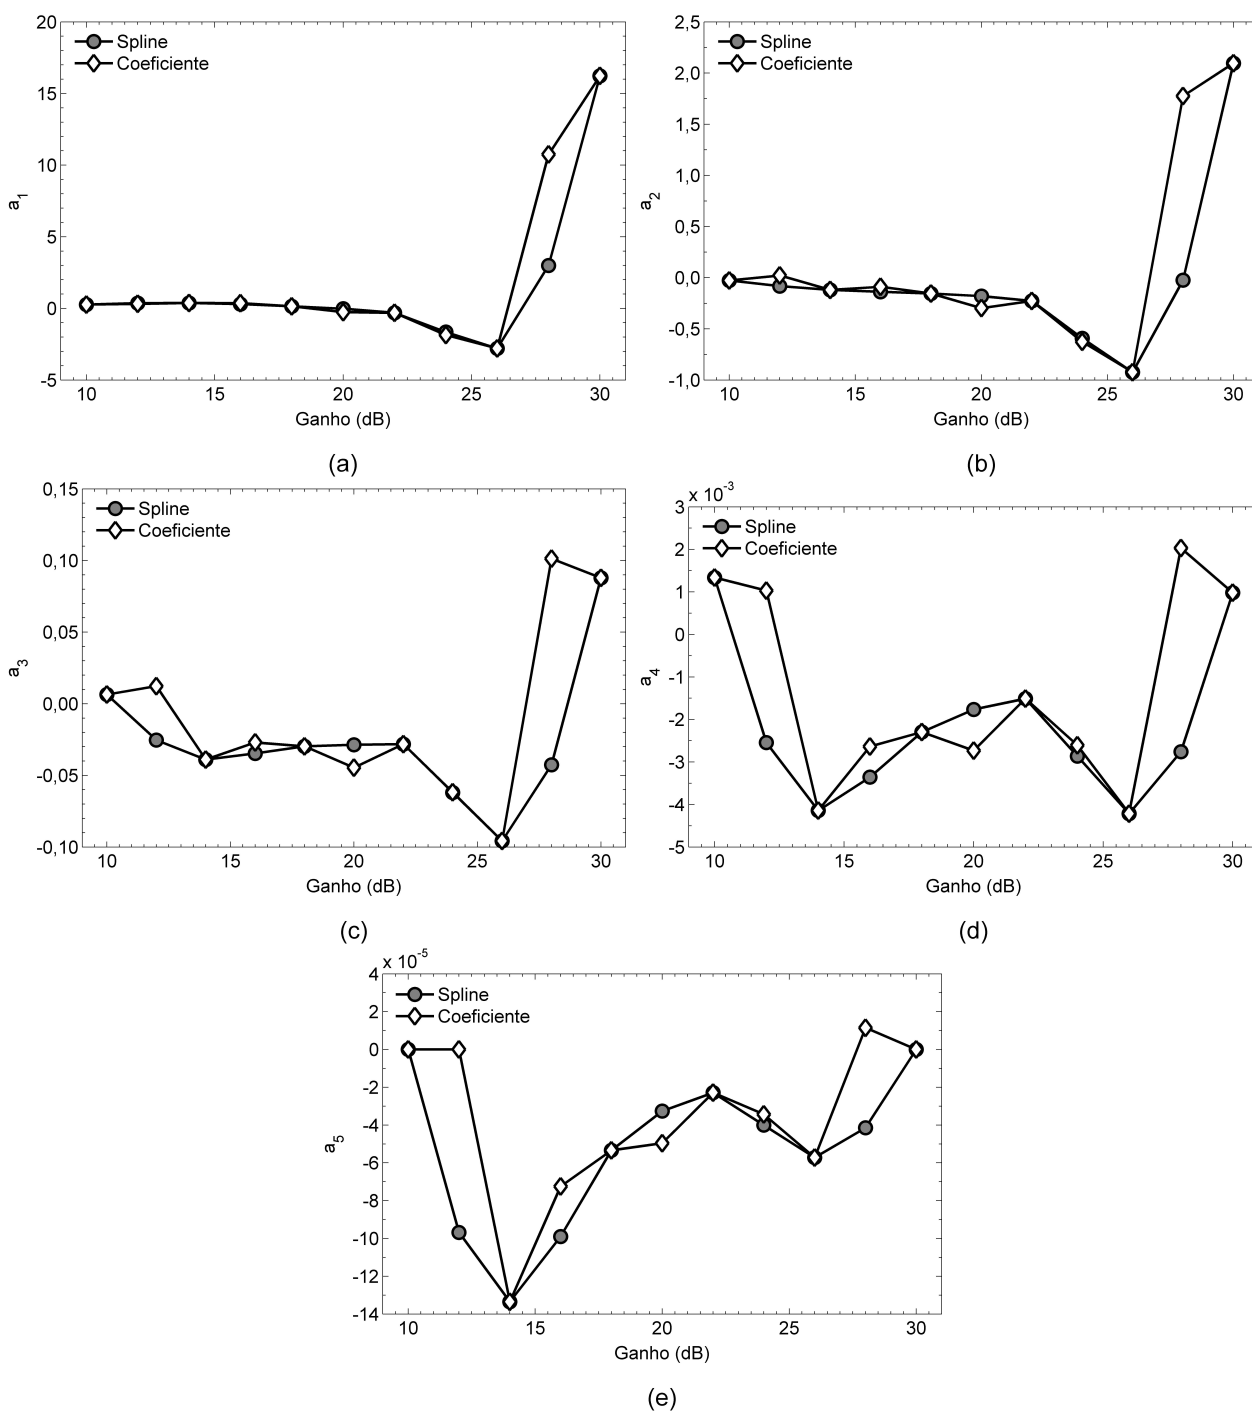 20
15
10
5
0
-5
a1
Spline
Coeficiente
10 15 20 25 30
Ganho (dB)
(a)
2,5
2,0
1,5
1,0
0,5
0,0
-0,5
-1,0
a2
Spline
Coeficiente
10 15 20 25 30
Ganho (dB)
(b)
0,15
0,10
0,05
0,00
-0,05
-0,10
a3
Spline
Coeficiente
10 15 20 25 30
Ganho (dB)
(c)
x 10-3
3
2
1
0
-1
-2
-3
-4
-5
a4
Spline
Coeficiente
10 15 20 25 30
Ganho (dB)
(d)
x 10-5
4
2
0
-2
-4
-6
-8
-10
-12
-14
a5
Spline
Coeficiente
10 15 20 25 30
Ganho (dB)
(e)